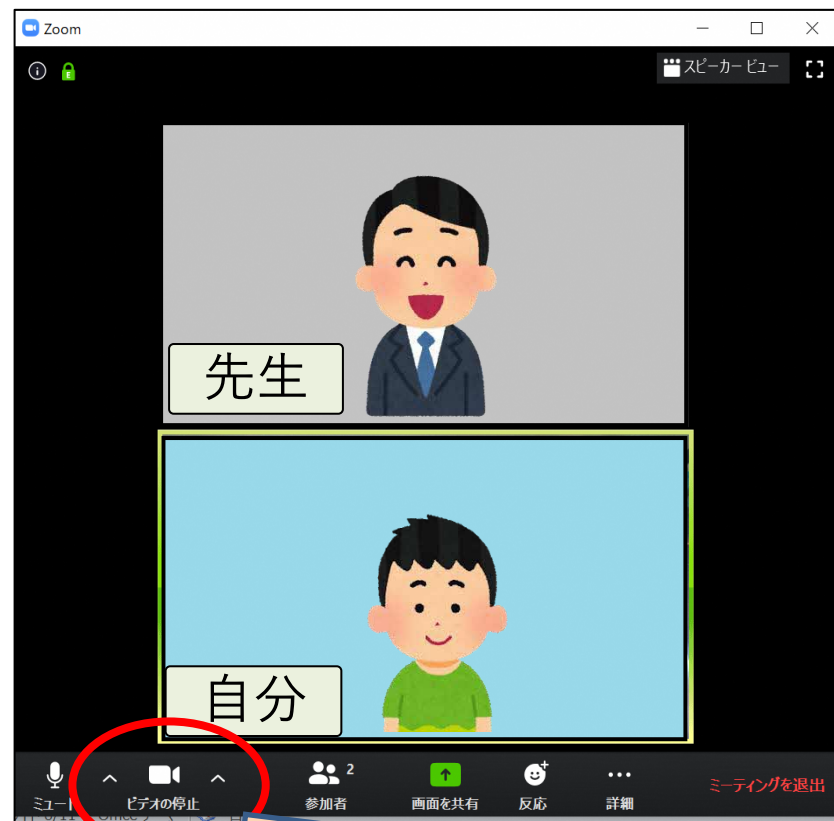 Zoom
スピーカー ビュー
先生
自分
2
ミュート
ビデオの停止
参加者
画面を共有
反応
詳細
ミーティングを退出